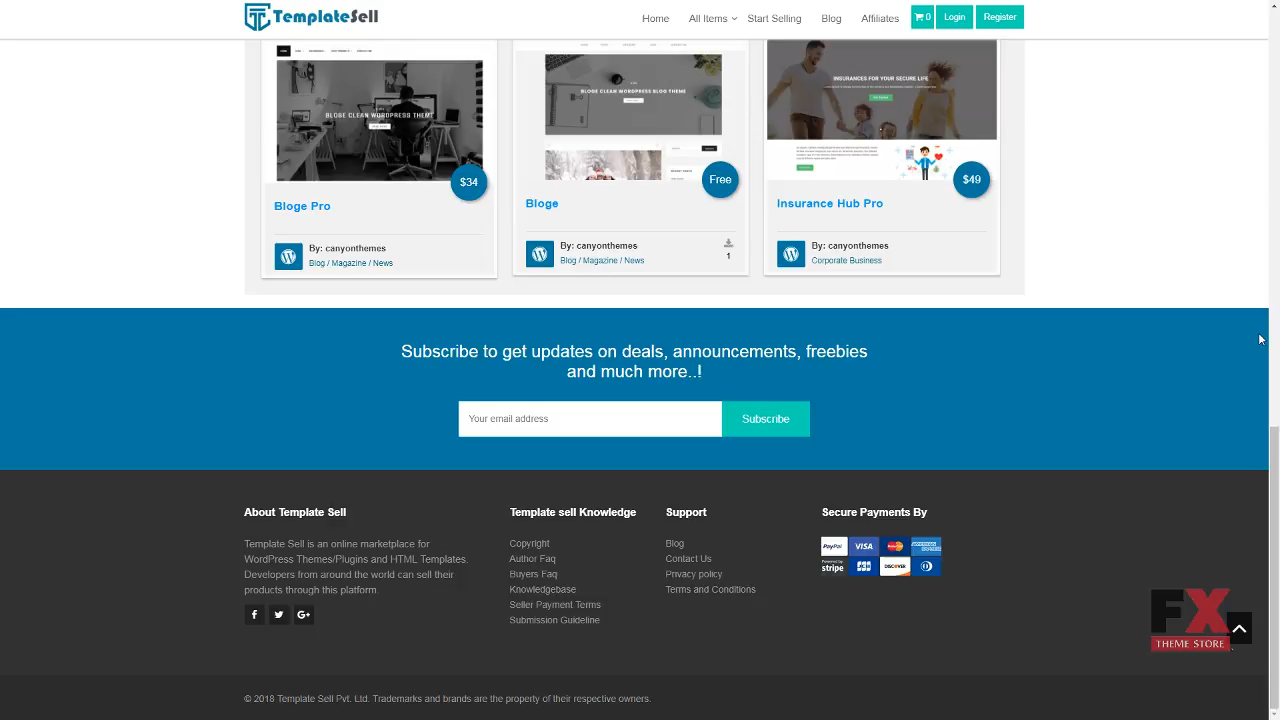 TemplateSell
Home
All Items
Start Selling
Blog
Affiliates
0
Login
Register
BLOGE CLEAN WORDPRESS THEME
BLOGE CLEAN WORDPRESS BLOG THEME
INSURANCES FOR YOUR SECURE LIFE
$34
Free
$49
Bloge Pro
Bloge
Insurance Hub Pro
By: canyonthemes
Blog / Magazine / News
By: canyonthemes
Blog / Magazine / News
1
By: canyonthemes
Corporate Business
Subscribe to get updates on deals, announcements, freebies
and much more..!
Your email address
Subscribe
About Template Sell
Template Sell is an online marketplace for
WordPress Themes/Plugins and HTML Templates.
Developers from around the world can sell their
products through this platform.
Template sell Knowledge
Copyright
Author Faq
Buyers Faq
Knowledgebase
Seller Payment Terms
Submission Guideline
Support
Blog
Contact Us
Privacy policy
Terms and Conditions
Secure Payments By
PayPal
VISA
MasterCard
AMERICAN EXPRESS
Powered by stripe
JCB
DISCOVER
FX
THEME STORE
© 2018 Template Sell Pvt. Ltd. Trademarks and brands are the property of their respective owners.